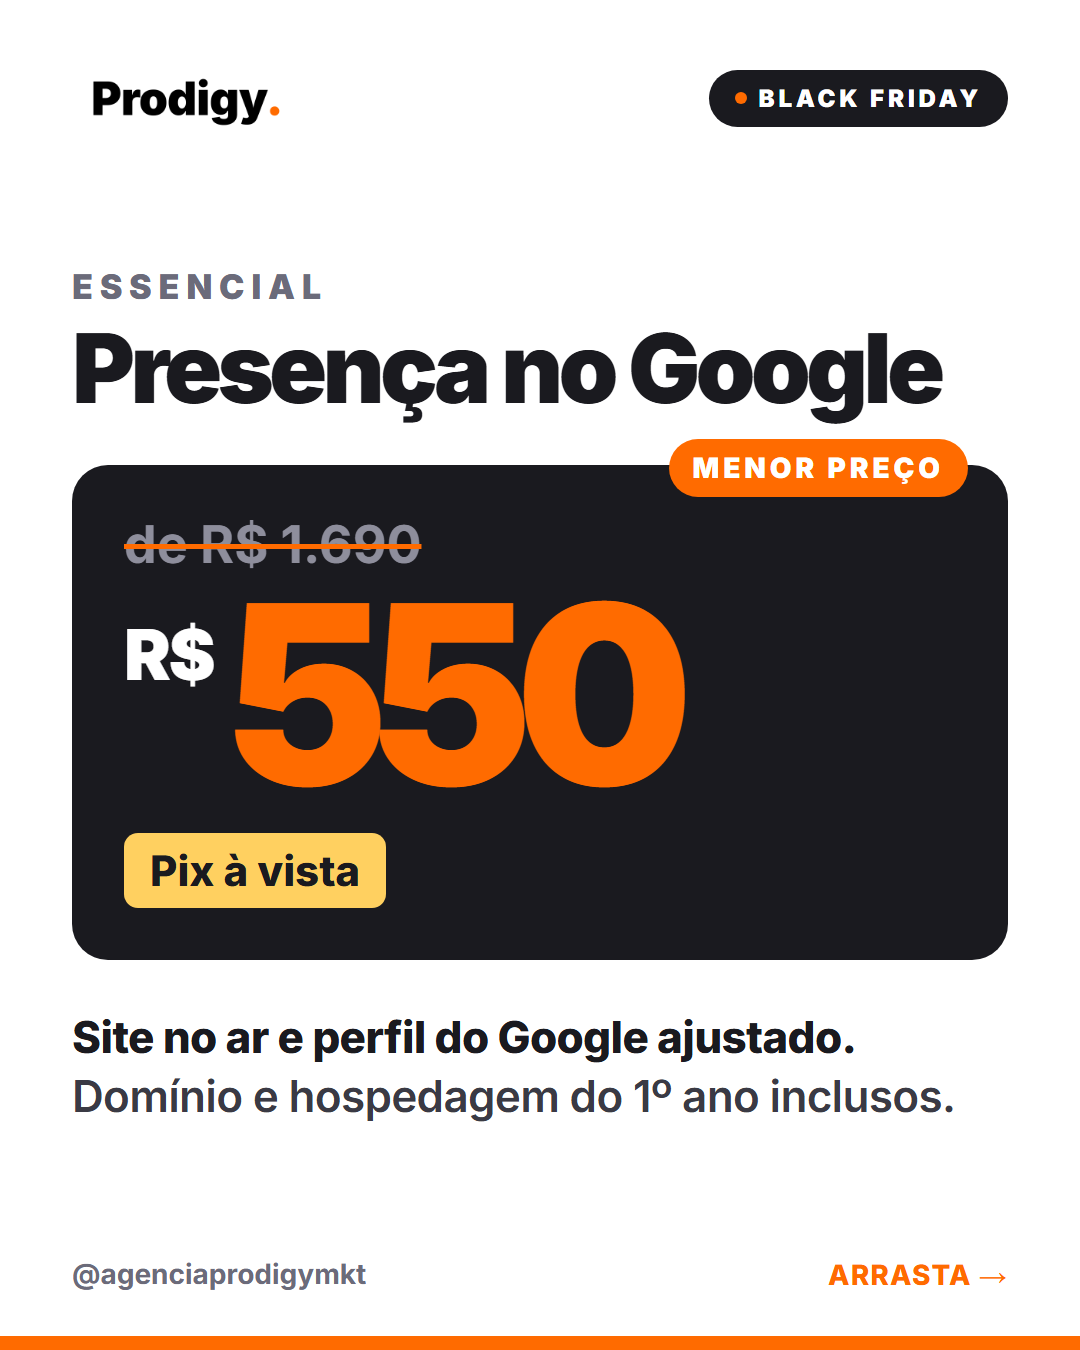 Prodigy.
BLACK FRIDAY
ESSENCIAL
Presença no Google
MENOR PREÇO
de R$ 1.690
R$ 550
Pix à vista
Site no ar e perfil do Google ajustado.
Domínio e hospedagem do 1º ano inclusos.
@agenciaprodigymkt
ARRASTA →